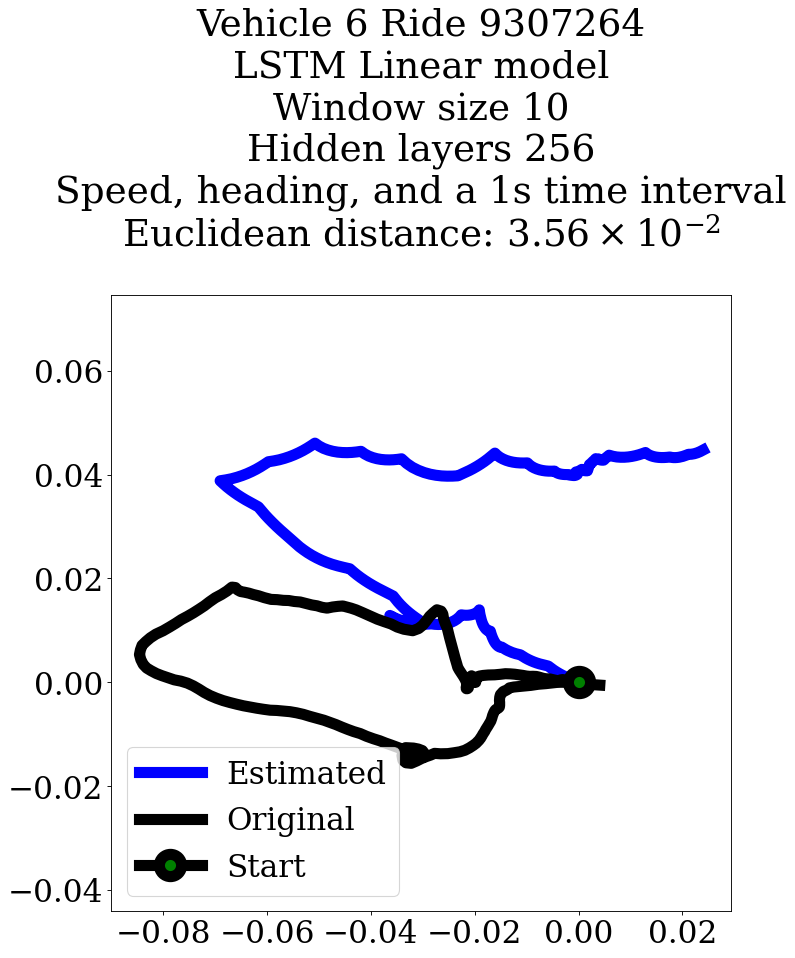 Vehicle 6 Ride 9307264
LSTM Linear model
Window size 10
Hidden layers 256
Speed, heading, and a 1s time interval
Euclidean distance: 3.56 × 10⁻²
0.06
0.04
0.02
0.00
−0.02
−0.04
Estimated
Original
Start
−0.08 −0.06 −0.04 −0.02 0.00 0.02